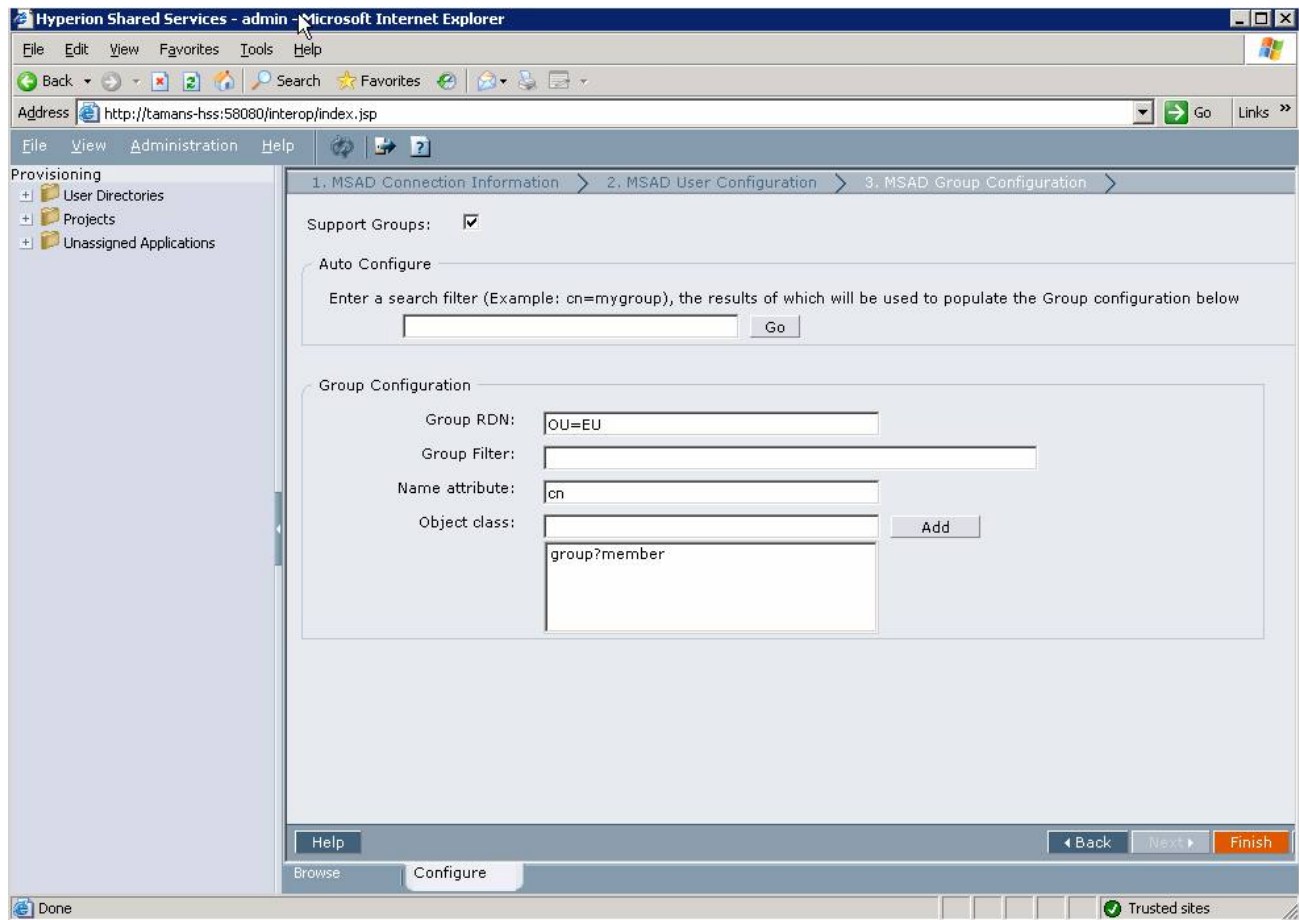 Hyperion Shared Services - admin - Microsoft Internet Explorer
File Edit View Favorites Tools Help
Back Search Favorites
Address http://tamans-hss:58080/interop/index.jsp Go Links »
File View Administration Help
Provisioning
User Directories
Projects
Unassigned Applications
1. MSAD Connection Information 2. MSAD User Configuration 3. MSAD Group Configuration
Support Groups:
Auto Configure
Enter a search filter (Example: cn=mygroup), the results of which will be used to populate the Group configuration below
Go
Group Configuration
Group RDN: OU=EU
Group Filter:
Name attribute: cn
Object class: Add
group?member
Help Back Next Finish
Browse Configure
Done Trusted sites